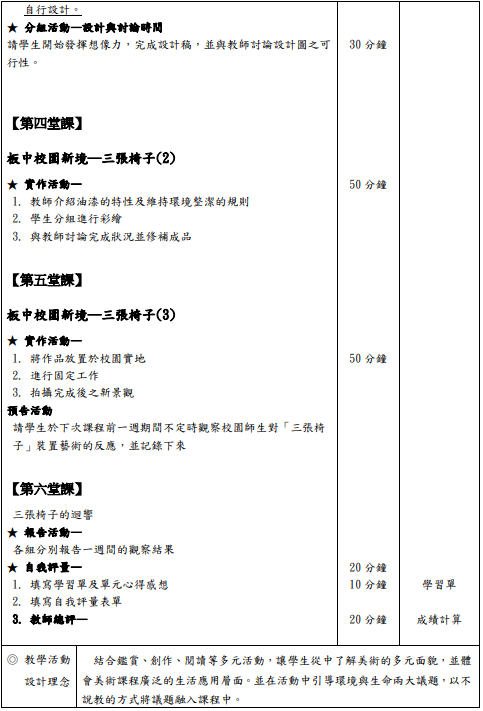 自行設計。
★ 分組活動—設計與討論時間
請學生開始發揮想像力，完成設計稿，並與教師討論設計圖之可 30 分鐘
行性。
【第四堂課】
板中校園新境—三張椅子(2)
★ 實作活動— 50 分鐘
1. 教師介紹油漆的特性及維持環境整潔的規則
2. 學生分組進行彩繪
3. 與教師討論完成狀況並修補成品
【第五堂課】
板中校園新境—三張椅子(3)
★ 實作活動—
1. 將作品放置於校園實地 50 分鐘
2. 進行固定工作
3. 拍攝完成後之新景觀
預告活動
請學生於下次課程前一週期間不定時觀察校園師生對「三張椅
子」裝置藝術的反應，並記錄下來
【第六堂課】
三張椅子的迴響
★ 報告活動—
各組分別報告一週間的觀察結果
★ 自我評量— 20 分鐘
1. 填寫學習單及單元心得感想 10 分鐘 學習單
2. 填寫自我評量表單
3. 教師總評— 20 分鐘 成績計算
◎ 教學活動 結合鑑賞、創作、閱讀等多元活動，讓學生從中了解美術的多元面貌，並體
設計理念 會美術課程廣泛的生活應用層面。並在活動中引導環境與生命兩大議題，以不
說教的方式將議題融入課程中。